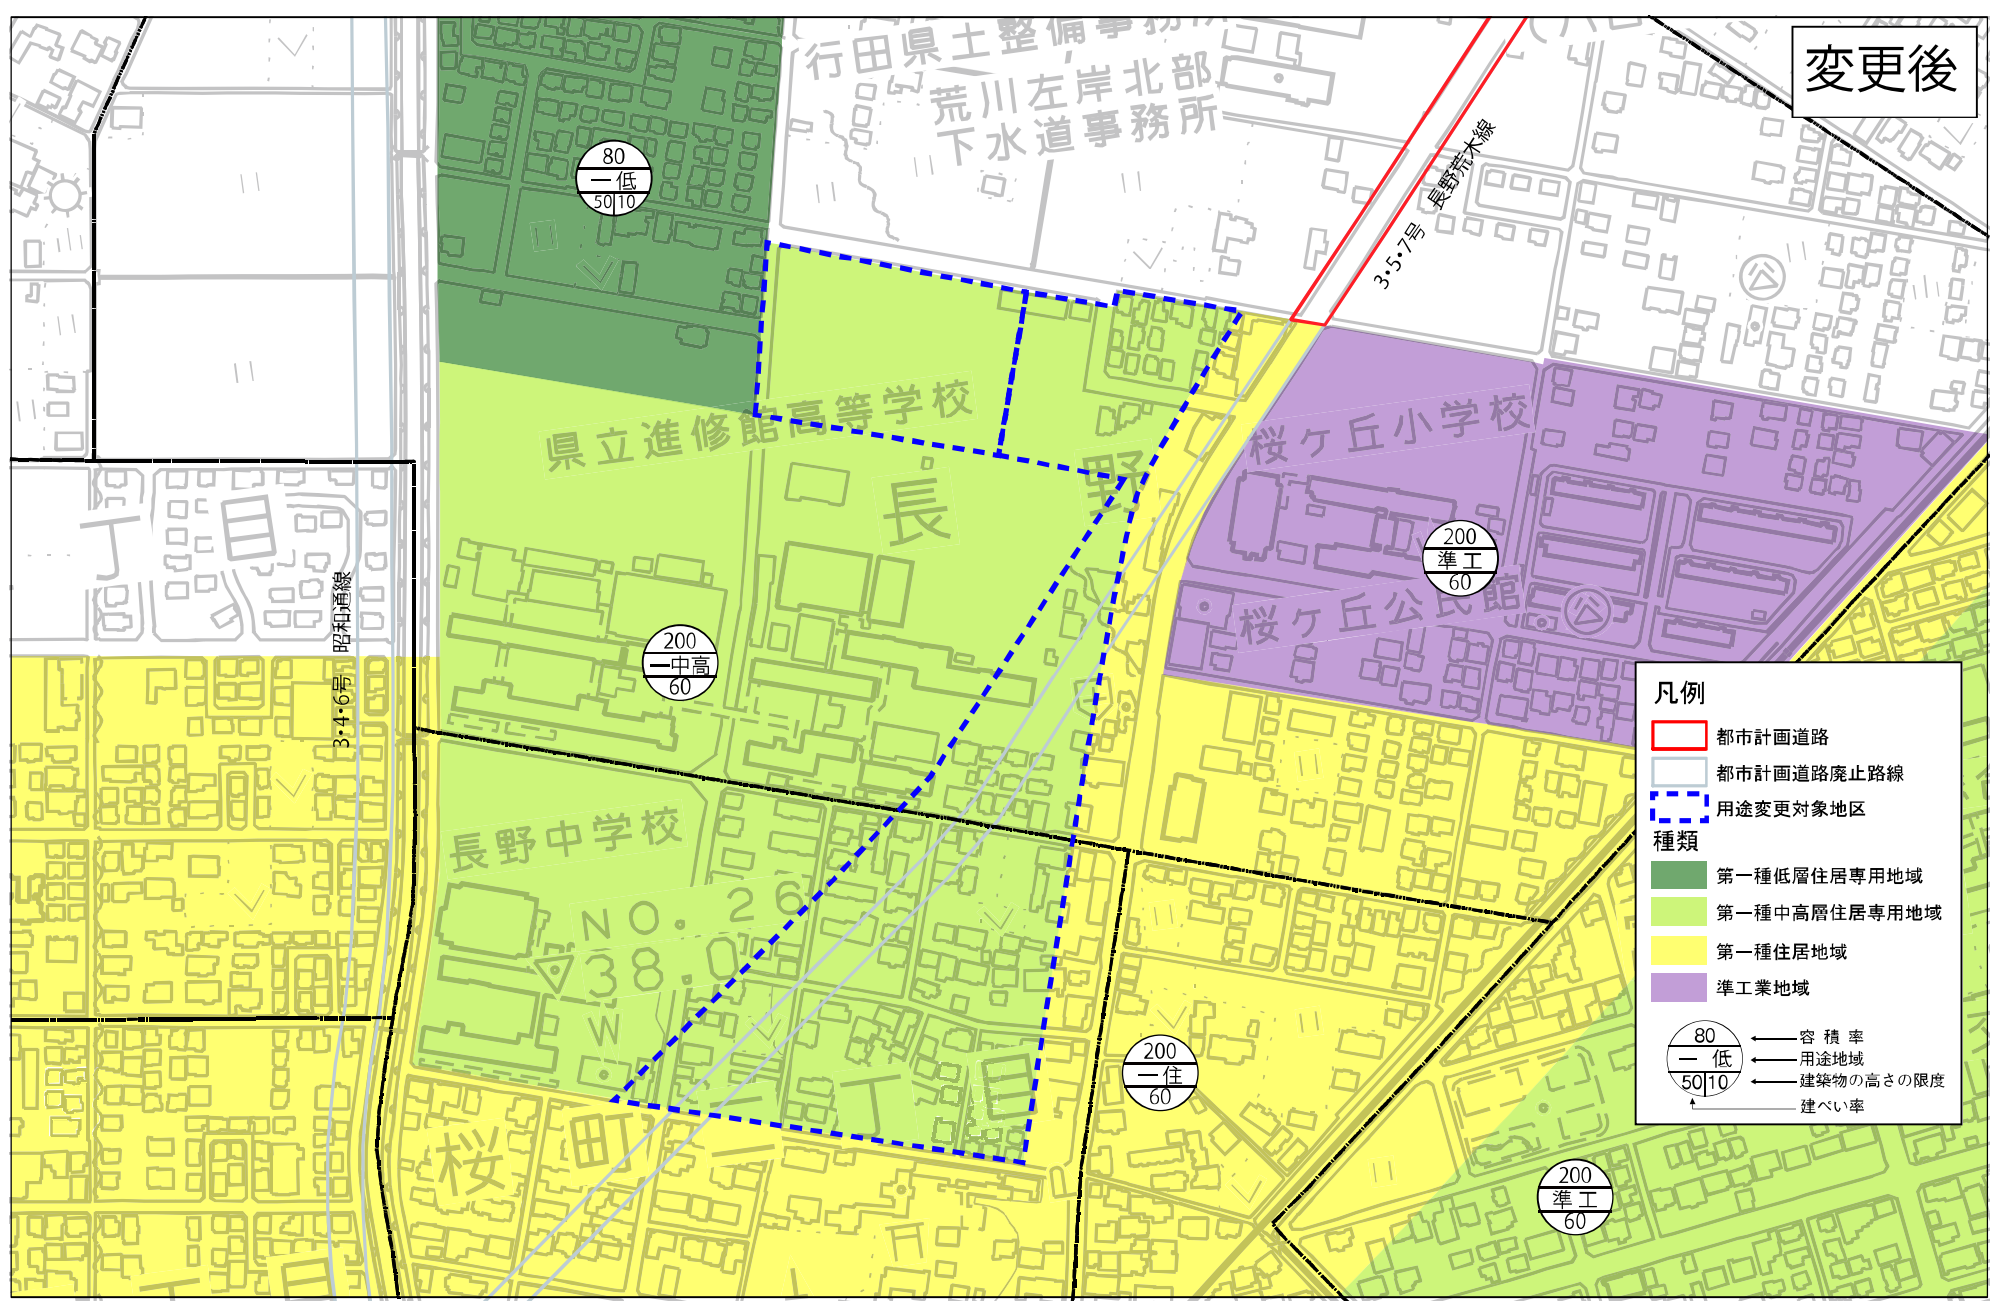 変更後
行田県土整備事務所
荒川左岸北部
下水道事務所
3・5・7号 長野荒木線
80
一 低
50 10
県立進修館高等学校
桜ケ丘小学校
長野
200
準工
60
桜ケ丘公民館
丁目
3・4・6号 昭和通線
200
一中高
60
長野中学校
NO. 26
38.0
W
200
一住
60
二丁目
桜町
200
準工
60
丁目
凡例
都市計画道路
都市計画道路廃止路線
用途変更対象地区
種類
第一種低層住居専用地域
第一種中高層住居専用地域
第一種住居地域
準工業地域
80
一 低
50 10
容積率
用途地域
建築物の高さの限度
建ぺい率